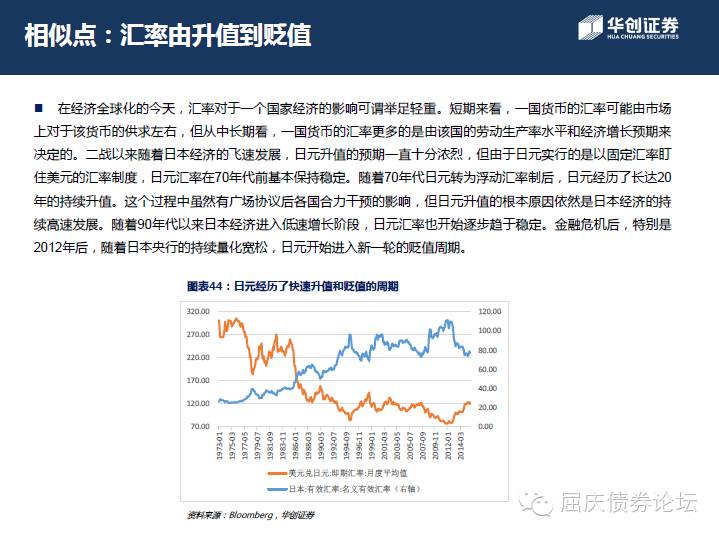 相似点：汇率由升值到贬值
华创证券
HUA CHUANG SECURITIES
■ 在经济全球化的今天，汇率对于一个国家经济的影响可谓举足轻重。短期来看，一国货币的汇率可能由市场
上对于该货币的供求左右，但从中长期看，一国货币的汇率更多的是由该国的劳动生产率水平和经济增长预期来
决定的。二战以来随着日本经济的飞速发展，日元升值的预期一直十分浓烈，但由于日元实行的是以固定汇率盯
住美元的汇率制度，日元汇率在70年代前基本保持稳定。随着70年代日元转为浮动汇率制后，日元经历了长达20
年的持续升值。这个过程中虽然有广场协议后各国合力干预的影响，但日元升值的根本原因依然是日本经济的持
续高速发展。随着90年代以来日本经济进入低速增长阶段，日元汇率也开始逐步趋于稳定。金融危机后，特别是
2012年后，随着日本央行的持续量化宽松，日元开始进入新一轮的贬值周期。
图表44：日元经历了快速升值和贬值的周期
320.00
270.00
220.00
170.00
120.00
70.00
120.00
100.00
80.00
60.00
40.00
20.00
0.00
1973-01
1975-03
1977-05
1979-07
1981-09
1983-11
1986-01
1988-03
1990-05
1992-07
1994-09
1996-11
1999-01
2001-03
2003-05
2005-07
2007-09
2009-11
2012-01
2014-03
美元兑日元:即期汇率:月度平均值
日本:有效汇率:名义有效汇率（右轴）
资料来源：Bloomberg，华创证券
屈庆债券论坛